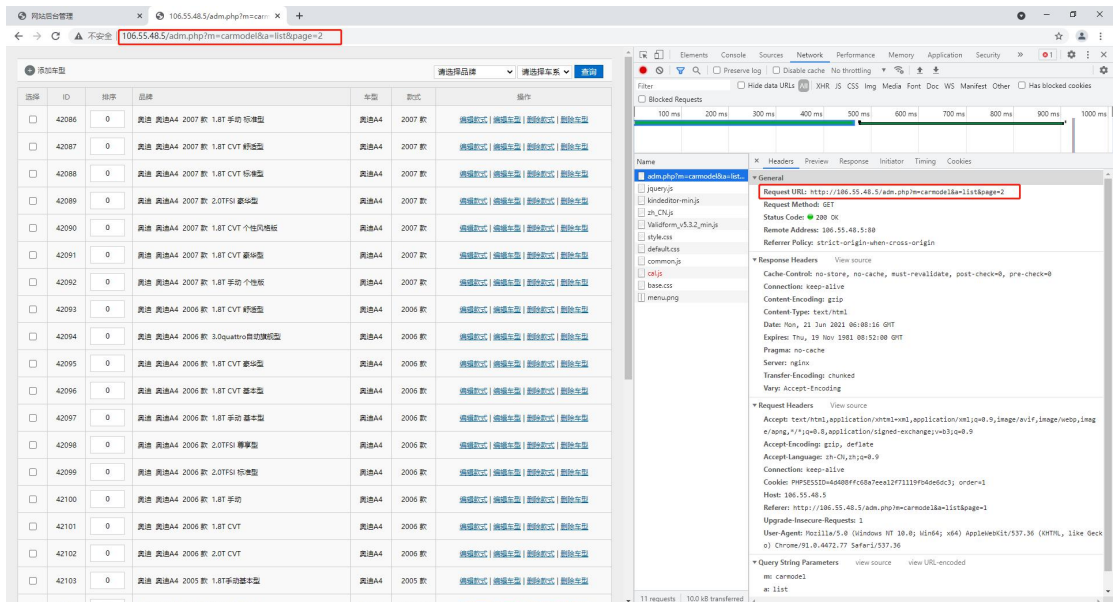 网站后台管理
106.55.48.5/adm.php?m=carm
不安全
106.55.48.5/adm.php?m=carmodel&a=list&page=2
添加车型
请选择品牌
请选择车系
查询
选择 ID 排序 品牌 车型 款式 操作
42086 0 奥迪 奥迪A4 2007 款 1.8T 手动 标准型 奥迪A4 2007 款 编辑款式 | 编辑车型 | 删除款式 | 删除车型
42087 0 奥迪 奥迪A4 2007 款 1.8T CVT 舒适型 奥迪A4 2007 款 编辑款式 | 编辑车型 | 删除款式 | 删除车型
42088 0 奥迪 奥迪A4 2007 款 1.8T CVT 标准型 奥迪A4 2007 款 编辑款式 | 编辑车型 | 删除款式 | 删除车型
42089 0 奥迪 奥迪A4 2007 款 2.0TFSI 豪华型 奥迪A4 2007 款 编辑款式 | 编辑车型 | 删除款式 | 删除车型
42090 0 奥迪 奥迪A4 2007 款 1.8T CVT 个性风格版 奥迪A4 2007 款 编辑款式 | 编辑车型 | 删除款式 | 删除车型
42091 0 奥迪 奥迪A4 2007 款 1.8T CVT 豪华型 奥迪A4 2007 款 编辑款式 | 编辑车型 | 删除款式 | 删除车型
42092 0 奥迪 奥迪A4 2007 款 1.8T 手动 个性版 奥迪A4 2007 款 编辑款式 | 编辑车型 | 删除款式 | 删除车型
42093 0 奥迪 奥迪A4 2006 款 1.8T CVT 舒适型 奥迪A4 2006 款 编辑款式 | 编辑车型 | 删除款式 | 删除车型
42094 0 奥迪 奥迪A4 2006 款 3.0quattro自动旗舰型 奥迪A4 2006 款 编辑款式 | 编辑车型 | 删除款式 | 删除车型
42095 0 奥迪 奥迪A4 2006 款 1.8T CVT 豪华型 奥迪A4 2006 款 编辑款式 | 编辑车型 | 删除款式 | 删除车型
42096 0 奥迪 奥迪A4 2006 款 1.8T CVT 基本型 奥迪A4 2006 款 编辑款式 | 编辑车型 | 删除款式 | 删除车型
42097 0 奥迪 奥迪A4 2006 款 1.8T 手动 基本型 奥迪A4 2006 款 编辑款式 | 编辑车型 | 删除款式 | 删除车型
42098 0 奥迪 奥迪A4 2006 款 2.0TFSI 尊享型 奥迪A4 2006 款 编辑款式 | 编辑车型 | 删除款式 | 删除车型
42099 0 奥迪 奥迪A4 2006 款 2.0TFSI 标准型 奥迪A4 2006 款 编辑款式 | 编辑车型 | 删除款式 | 删除车型
42100 0 奥迪 奥迪A4 2006 款 1.8T 手动 奥迪A4 2006 款 编辑款式 | 编辑车型 | 删除款式 | 删除车型
42101 0 奥迪 奥迪A4 2006 款 1.8T CVT 奥迪A4 2006 款 编辑款式 | 编辑车型 | 删除款式 | 删除车型
42102 0 奥迪 奥迪A4 2006 款 2.0T CVT 奥迪A4 2006 款 编辑款式 | 编辑车型 | 删除款式 | 删除车型
42103 0 奥迪 奥迪A4 2005 款 1.8T手动基本型 奥迪A4 2005 款 编辑款式 | 编辑车型 | 删除款式 | 删除车型
Elements Console Sources Network Performance Memory Application Security » 1
Preserve log Disable cache No throttling
Filter Hide data URLs All XHR JS CSS Img Media Font Doc WS Manifest Other Has blocked cookies
Blocked Requests
100 ms 200 ms 300 ms 400 ms 500 ms 600 ms 700 ms 800 ms 900 ms 1000 ms
Name
adm.php?m=carmodel&a=list...
jquery.js
kindeditor-min.js
zh_CN.js
Validform_v5.3.2_min.js
style.css
default.css
common.js
cal.js
base.css
menu.png
11 requests 10.0 kB transferred
Headers Preview Response Initiator Timing Cookies
General
Request URL: http://106.55.48.5/adm.php?m=carmodel&a=list&page=2
Request Method: GET
Status Code: 200 OK
Remote Address: 106.55.48.5:80
Referrer Policy: strict-origin-when-cross-origin
Response Headers View source
Cache-Control: no-store, no-cache, must-revalidate, post-check=0, pre-check=0
Connection: keep-alive
Content-Encoding: gzip
Content-Type: text/html
Date: Mon, 21 Jun 2021 06:08:16 GMT
Expires: Thu, 19 Nov 1981 08:52:00 GMT
Pragma: no-cache
Server: nginx
Transfer-Encoding: chunked
Vary: Accept-Encoding
Request Headers View source
Accept: text/html,application/xhtml+xml,application/xml;q=0.9,image/avif,image/webp,imag
e/apng,*/*;q=0.8,application/signed-exchange;v=b3;q=0.9
Accept-Encoding: gzip, deflate
Accept-Language: zh-CN,zh;q=0.9
Connection: keep-alive
Cookie: PHPSESSID=4d408ffc68a7eea12f71119fb4de6dc3; order=1
Host: 106.55.48.5
Referer: http://106.55.48.5/adm.php?m=carmodel&a=list&page=1
Upgrade-Insecure-Requests: 1
User-Agent: Mozilla/5.0 (Windows NT 10.0; Win64; x64) AppleWebKit/537.36 (KHTML, like Geck
o) Chrome/91.0.4472.77 Safari/537.36
Query String Parameters view source view URL-encoded
m: carmodel
a: list